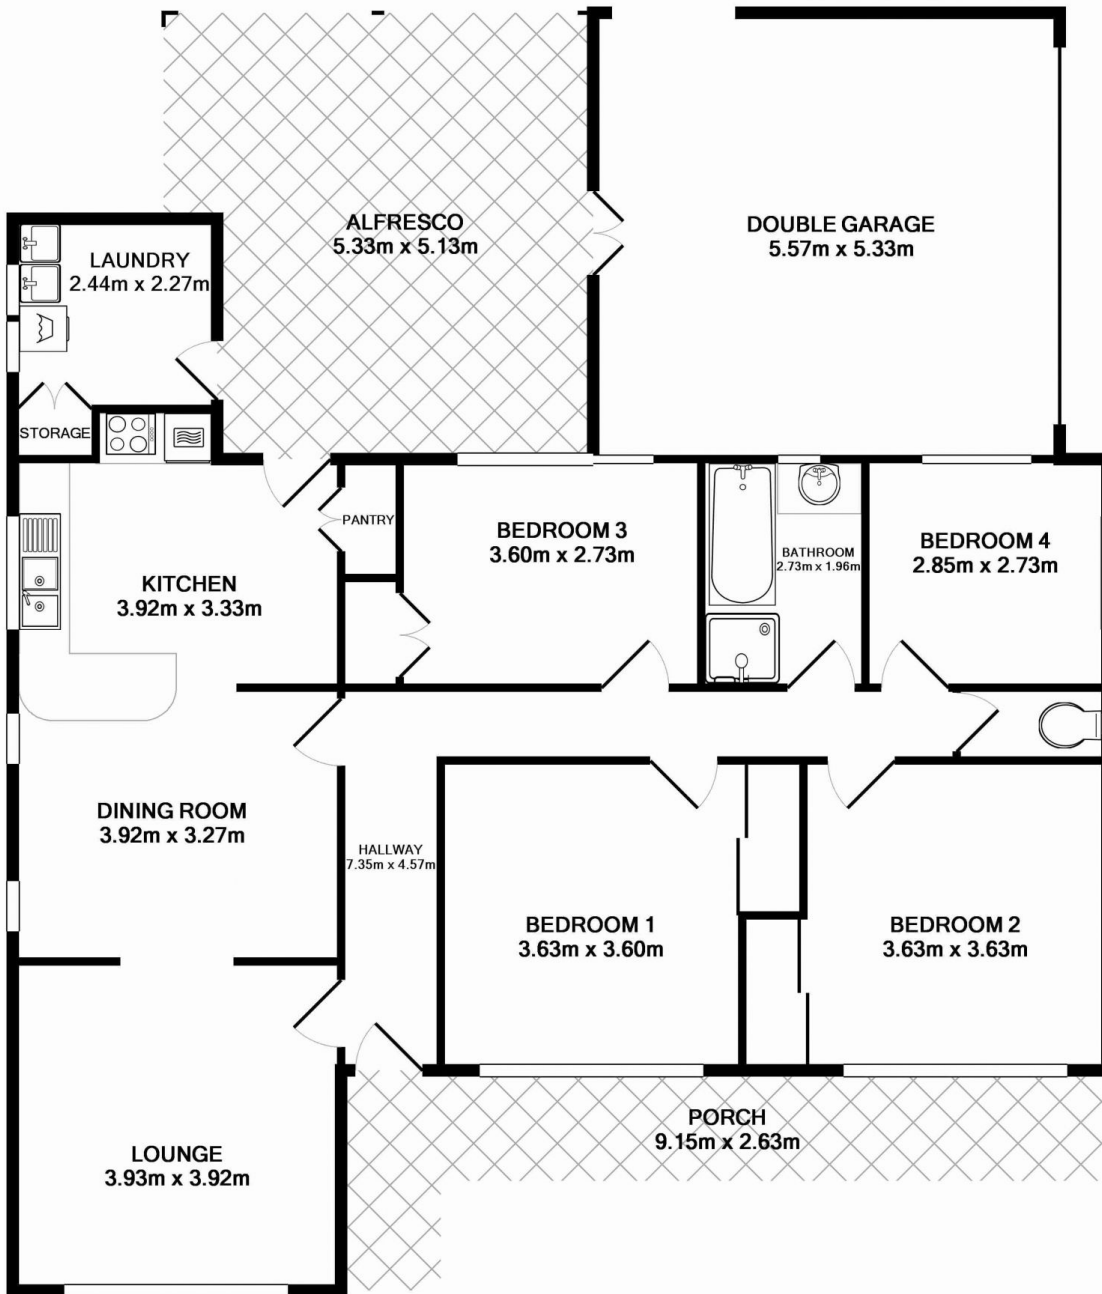 ALFRESCO
5.33m x 5.13m
DOUBLE GARAGE
5.57m x 5.33m
LAUNDRY
2.44m x 2.27m
STORAGE
PANTRY
BEDROOM 3
3.60m x 2.73m
BATHROOM
2.73m x 1.96m
BEDROOM 4
2.85m x 2.73m
KITCHEN
3.92m x 3.33m
DINING ROOM
3.92m x 3.27m
HALLWAY
7.35m x 4.57m
BEDROOM 1
3.63m x 3.60m
BEDROOM 2
3.63m x 3.63m
PORCH
9.15m x 2.63m
LOUNGE
3.93m x 3.92m